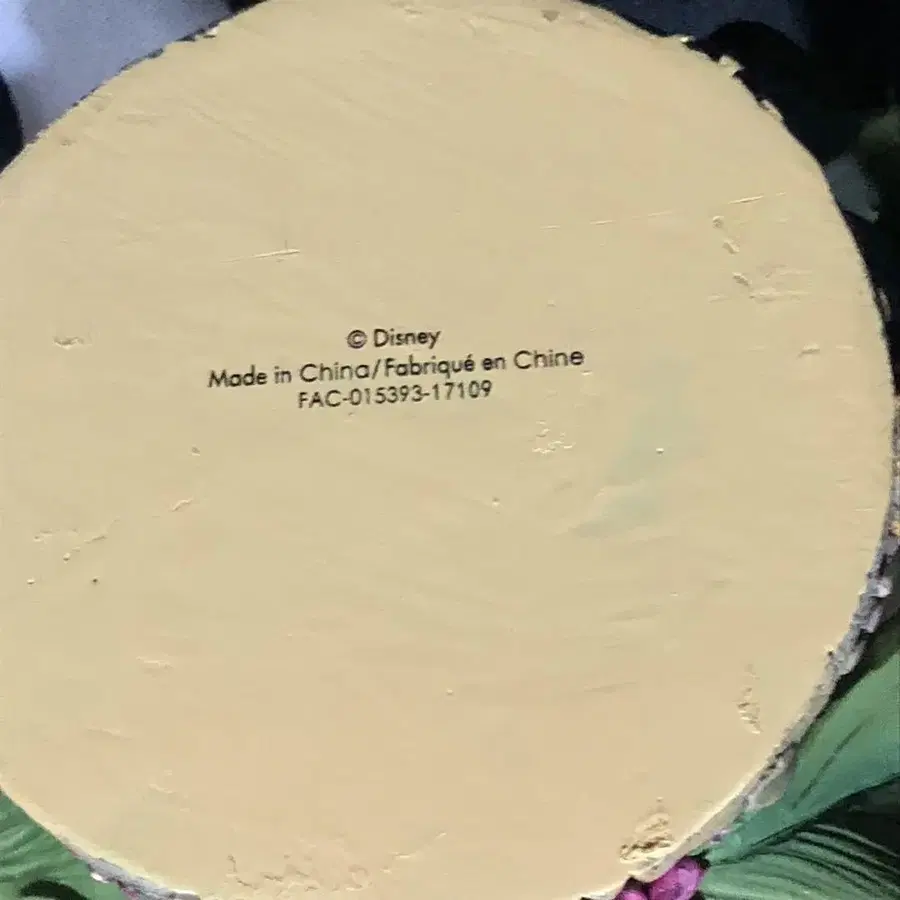 © Disney
Made in China/Fabriqué en Chine
FAC-015393-17109